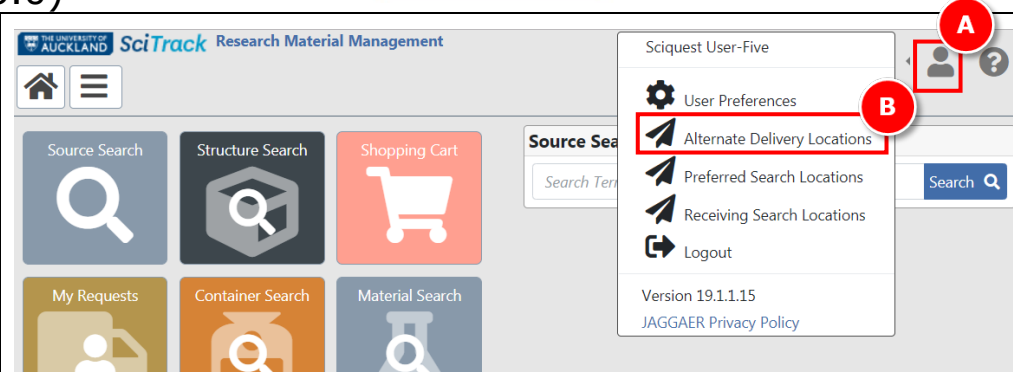 A
THE UNIVERSITY OF
AUCKLAND SciTrack Research Material Management
Sciquest User-Five
?
User Preferences
B
Source Search Structure Search Shopping Cart
Source Sea
Alternate Delivery Locations
Search Ter
Preferred Search Locations
Search
Receiving Search Locations
Logout
My Requests Container Search Material Search
Version 19.1.1.15
JAGGAER Privacy Policy